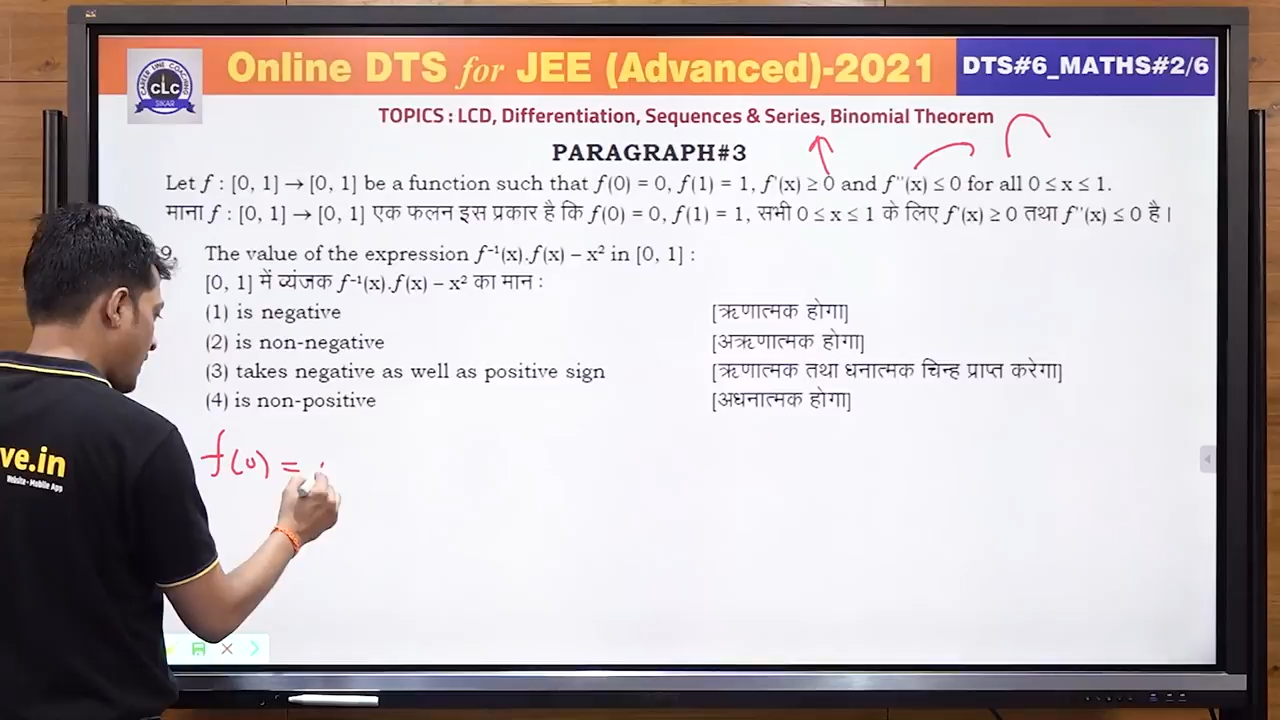 Online DTS for JEE (Advanced)-2021
DTS#6_MATHS#2/6
CAREER LINE COACHING
CLC
SIKAR
TOPICS : LCD, Differentiation, Sequences & Series, Binomial Theorem
PARAGRAPH#3
Let f : [0, 1] → [0, 1] be a function such that f(0) = 0, f(1) = 1, f'(x) ≥ 0 and f''(x) ≤ 0 for all 0 ≤ x ≤ 1.
माना f : [0, 1] → [0, 1] एक फलन इस प्रकार है कि f(0) = 0, f(1) = 1, सभी 0 ≤ x ≤ 1 के लिए f'(x) ≥ 0 तथा f''(x) ≤ 0 है।
9. The value of the expression f⁻¹(x).f(x) – x² in [0, 1] :
[0, 1] में व्यंजक f⁻¹(x).f(x) – x² का मान :
(1) is negative [ऋणात्मक होगा]
(2) is non-negative [अऋणात्मक होगा]
(3) takes negative as well as positive sign [ऋणात्मक तथा धनात्मक चिन्ह प्राप्त करेगा]
(4) is non-positive [अधनात्मक होगा]
f(0) =
ve.in
Website • Mobile App